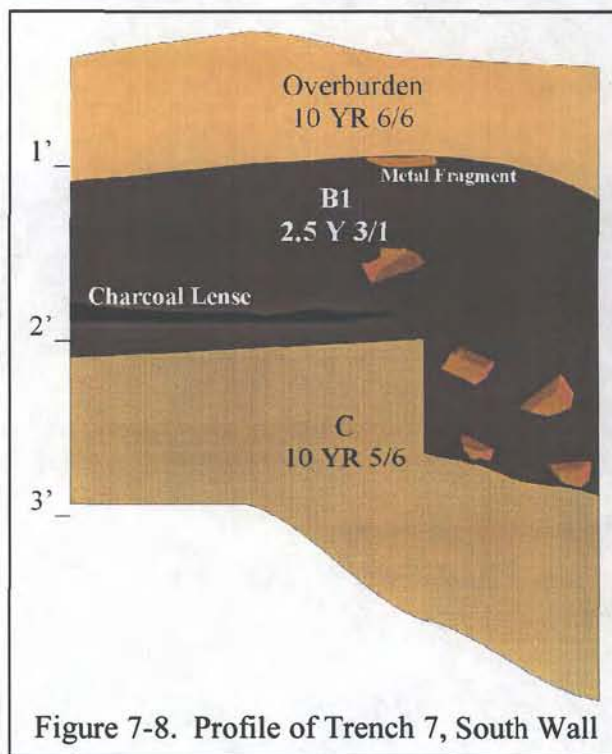 Overburden
10 YR 6/6
1'
Metal Fragment
B1
2.5 Y 3/1
Charcoal Lense
2'
C
10 YR 5/6
3'
Figure 7-8. Profile of Trench 7, South Wall